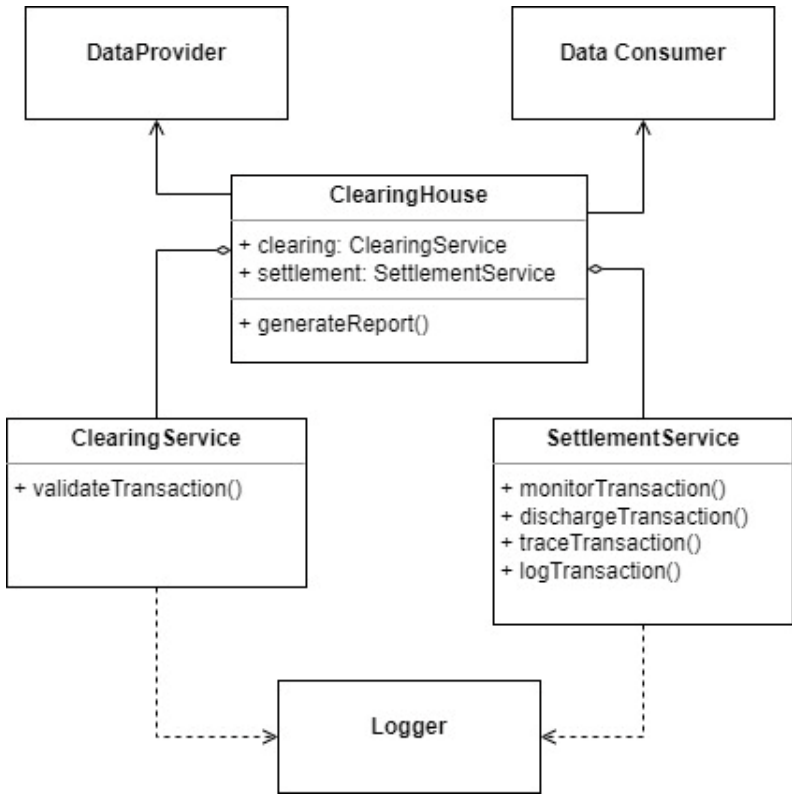 DataProvider
Data Consumer
ClearingHouse
+ clearing: ClearingService
+ settlement: SettlementService
+ generateReport()
ClearingService
+ validateTransaction()
SettlementService
+ monitorTransaction()
+ dischargeTransaction()
+ traceTransaction()
+ logTransaction()
Logger